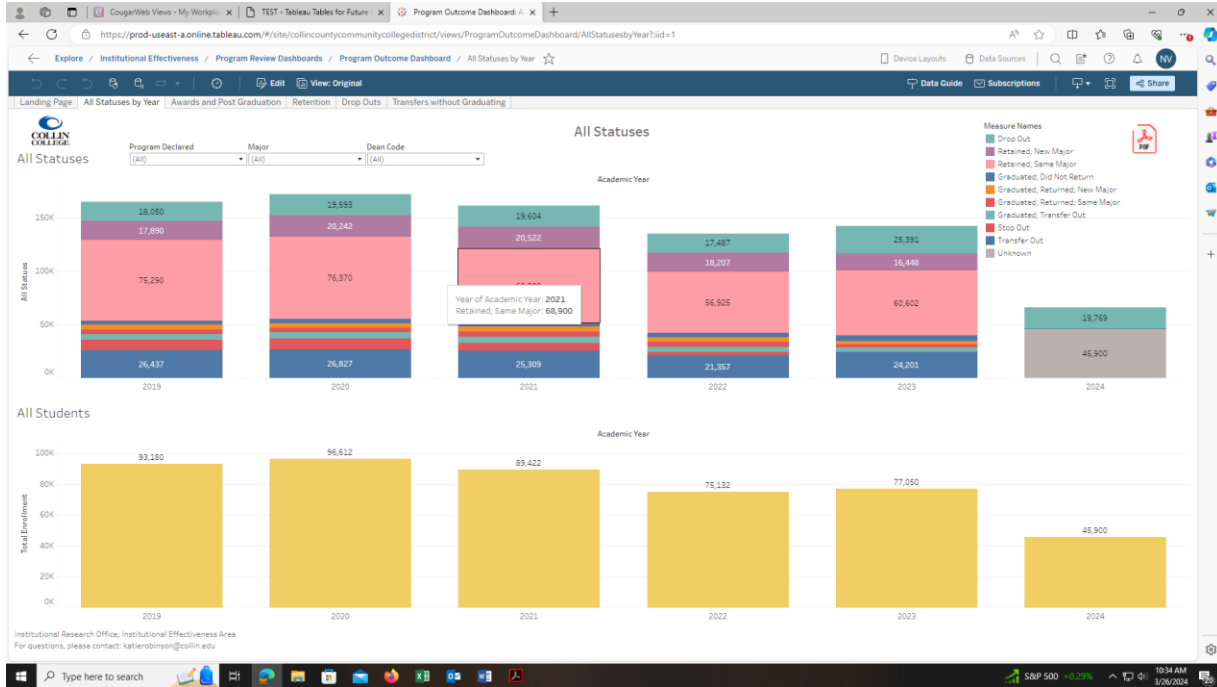 CougarWeb Views - My Workplac
TEST - Tableau Tables for Future
Program Outcome Dashboard: A
https://prod-useast-a.online.tableau.com/#/site/collincountycommunitycollegedistrict/views/ProgramOutcomeDashboard/AllStatusesbyYear?:iid=1
Explore / Institutional Effectiveness / Program Review Dashboards / Program Outcome Dashboard / All Statuses by Year
Device Layouts Data Sources NV
Edit View: Original Data Guide Subscriptions Share
Landing Page All Statuses by Year Awards and Post Graduation Retention Drop Outs Transfers without Graduating
COLLIN
COLLEGE
All Statuses
All Statuses
Program Declared Major Dean Code
(All) (All) (All)
Measure Names
Drop Out
Retained; New Major
Retained; Same Major
Graduated; Did Not Return
Graduated; Returned; New Major
Graduated; Returned; Same Major
Graduated; Transfer Out
Stop Out
Transfer Out
Unknown
PDF
Academic Year
All Statues
150K
100K
50K
0K
18,050 19,593 19,604 17,487 25,391 19,769
17,890 20,242 20,522 18,207 16,448
75,290 76,370 56,925 60,602 45,900
Year of Academic Year: 2021
Retained; Same Major: 68,900
26,437 26,827 25,309 21,357 24,201
2019 2020 2021 2022 2023 2024
All Students
Academic Year
Total Enrollment
100K
80K
60K
40K
20K
0K
93,180 96,612 89,422 75,132 77,050 45,900
2019 2020 2021 2022 2023 2024
Institutional Research Office; Institutional Effectiveness Area
For questions, please contact: katierobinson@collin.edu
Type here to search
S&P 500 +0.29%
10:34 AM
3/26/2024
20